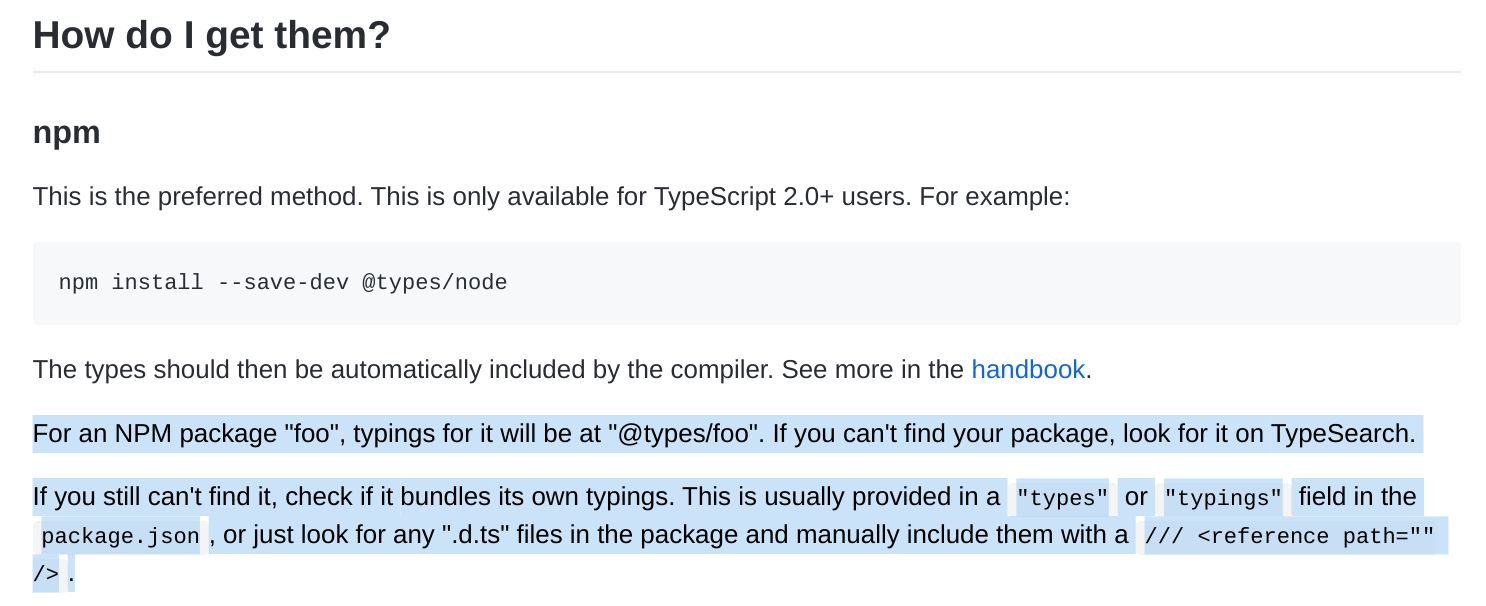 How do I get them?
npm
This is the preferred method. This is only available for TypeScript 2.0+ users. For example:
npm install --save-dev @types/node
The types should then be automatically included by the compiler. See more in the handbook.
For an NPM package "foo", typings for it will be at "@types/foo". If you can't find your package, look for it on TypeSearch.
If you still can't find it, check if it bundles its own typings. This is usually provided in a "types" or "typings" field in the
package.json , or just look for any ".d.ts" files in the package and manually include them with a /// <reference path=""
/> .